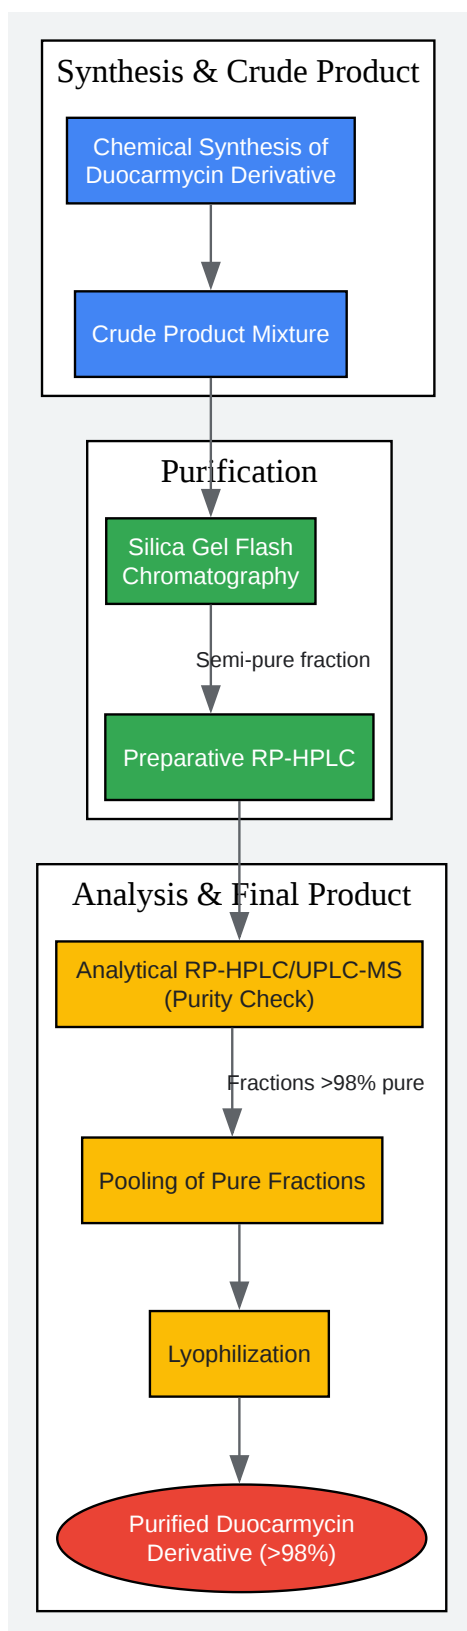 Synthesis & Crude Product
Chemical Synthesis of
Duocarmycin Derivative
Crude Product Mixture
Purification
Silica Gel Flash
Chromatography
Semi-pure fraction
Preparative RP-HPLC
Analysis & Final Product
Analytical RP-HPLC/UPLC-MS
(Purity Check)
Fractions >98% pure
Pooling of Pure Fractions
Lyophilization
Purified Duocarmycin
Derivative (>98%)